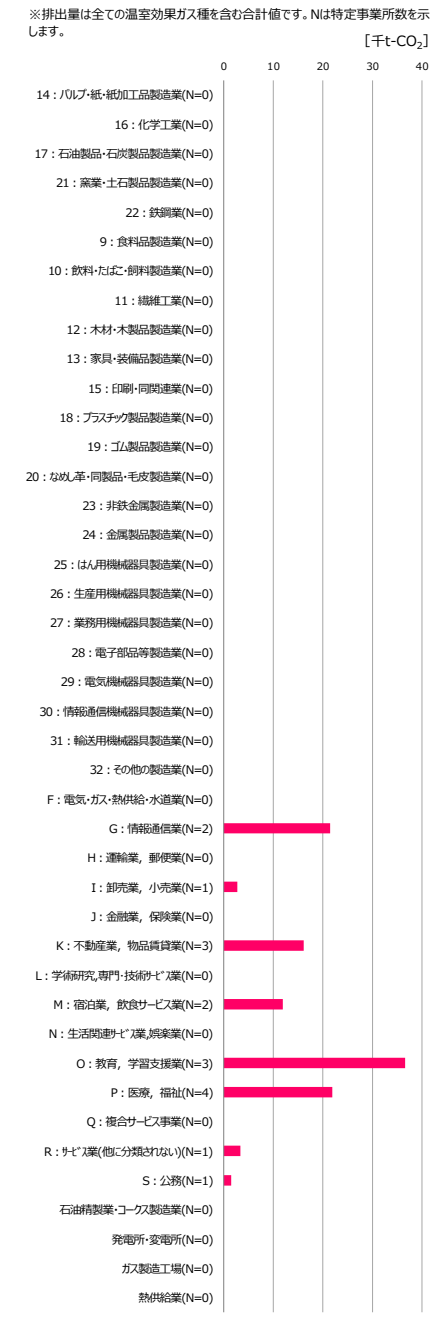 ※排出量は全ての温室効果ガス種を含む合計値です。Nは特定事業所数を示
します。
[千t-CO₂]
0 10 20 30 40
14：パルプ・紙・紙加工品製造業(N=0)
16：化学工業(N=0)
17：石油製品・石炭製品製造業(N=0)
21：窯業・土石製品製造業(N=0)
22：鉄鋼業(N=0)
9：食料品製造業(N=0)
10：飲料・たばこ・飼料製造業(N=0)
11：繊維工業(N=0)
12：木材・木製品製造業(N=0)
13：家具・装備品製造業(N=0)
15：印刷・同関連業(N=0)
18：プラスチック製品製造業(N=0)
19：ゴム製品製造業(N=0)
20：なめし革・同製品・毛皮製造業(N=0)
23：非鉄金属製造業(N=0)
24：金属製品製造業(N=0)
25：はん用機械器具製造業(N=0)
26：生産用機械器具製造業(N=0)
27：業務用機械器具製造業(N=0)
28：電子部品等製造業(N=0)
29：電気機械器具製造業(N=0)
30：情報通信機械器具製造業(N=0)
31：輸送用機械器具製造業(N=0)
32：その他の製造業(N=0)
F：電気・ガス・熱供給・水道業(N=0)
G：情報通信業(N=2)
H：運輸業，郵便業(N=0)
I：卸売業，小売業(N=1)
J：金融業，保険業(N=0)
K：不動産業，物品賃貸業(N=3)
L：学術研究,専門・技術ｻｰﾋﾞｽ業(N=0)
M：宿泊業，飲食サービス業(N=2)
N：生活関連ｻｰﾋﾞｽ業,娯楽業(N=0)
O：教育，学習支援業(N=3)
P：医療，福祉(N=4)
Q：複合サービス事業(N=0)
R：ｻｰﾋﾞｽ業(他に分類されない)(N=1)
S：公務(N=1)
石油精製業・コークス製造業(N=0)
発電所・変電所(N=0)
ガス製造工場(N=0)
熱供給業(N=0)